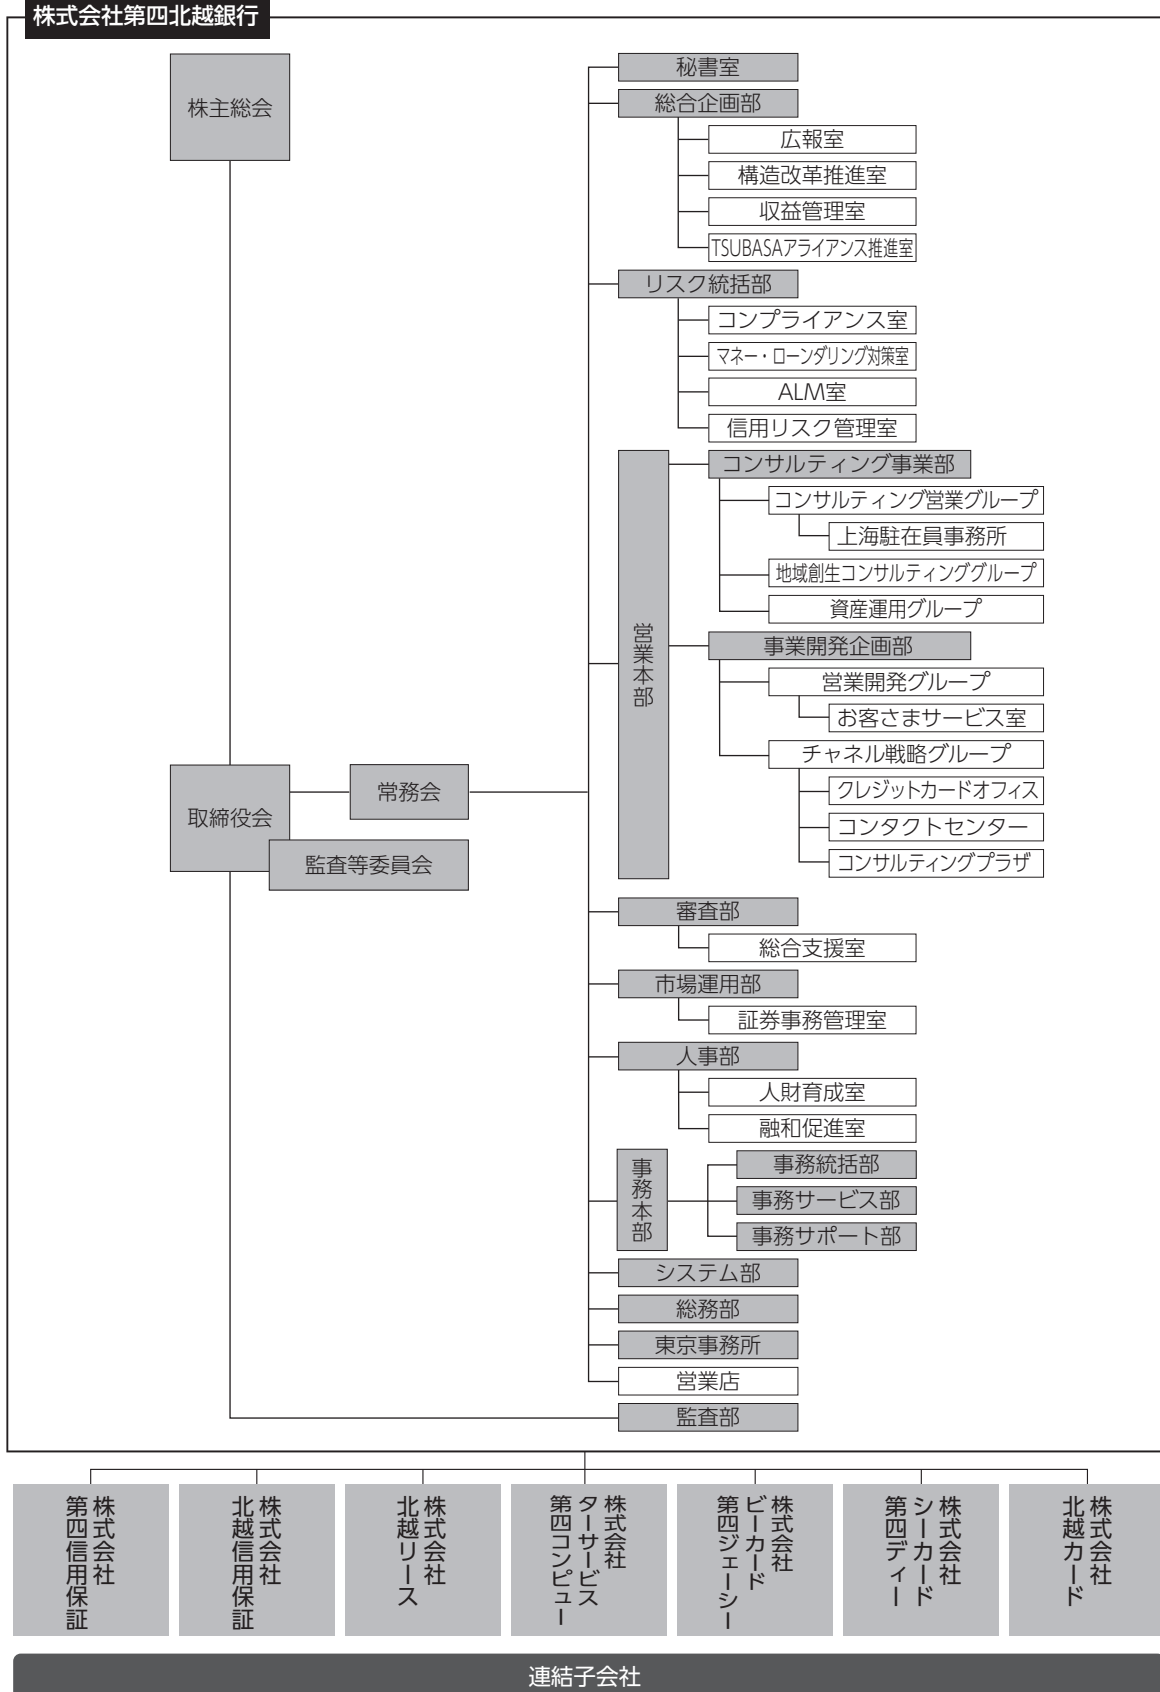 株式会社第四北越銀行
株主総会
取締役会
常務会
監査等委員会
秘書室
総合企画部
広報室
構造改革推進室
収益管理室
TSUBASAアライアンス推進室
リスク統括部
コンプライアンス室
マネー・ローンダリング対策室
ALM室
信用リスク管理室
営業本部
コンサルティング事業部
コンサルティング営業グループ
上海駐在員事務所
地域創生コンサルティンググループ
資産運用グループ
事業開発企画部
営業開発グループ
お客さまサービス室
チャネル戦略グループ
クレジットカードオフィス
コンタクトセンター
コンサルティングプラザ
審査部
総合支援室
市場運用部
証券事務管理室
人事部
人財育成室
融和促進室
事務本部
事務統括部
事務サービス部
事務サポート部
システム部
総務部
東京事務所
営業店
監査部
株式会社
第四信用保証
株式会社
北越信用保証
株式会社
北越リース
株式会社
ターサービス
第四コンピュー
株式会社
ビーカード
第四ジェーシー
株式会社
シーカード
第四ディー
株式会社
北越カード
連結子会社